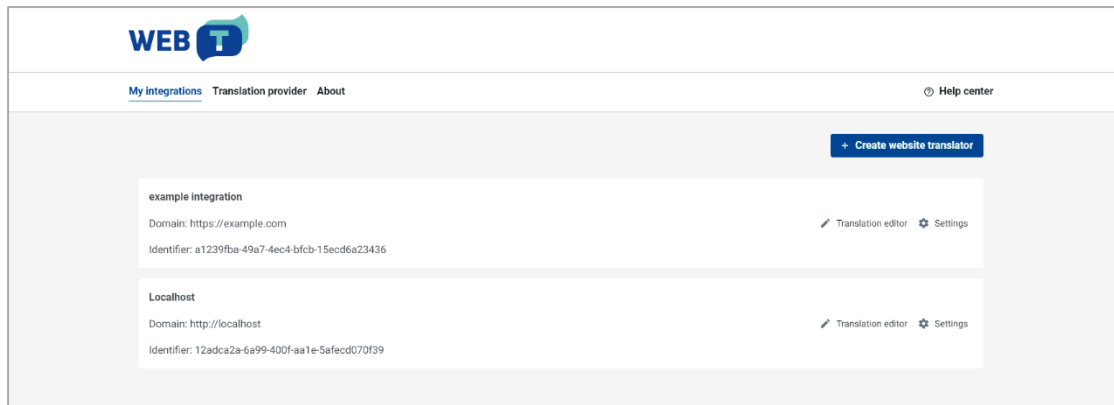 WEB T
My integrations Translation provider About Help center
+ Create website translator
example integration
Domain: https://example.com
Translation editor Settings
Identifier: a1239fba-49a7-4ec4-bfcb-15ecd6a23436
Localhost
Domain: http://localhost
Translation editor Settings
Identifier: 12adca2a-6a99-400f-aa1e-5afecd070f39